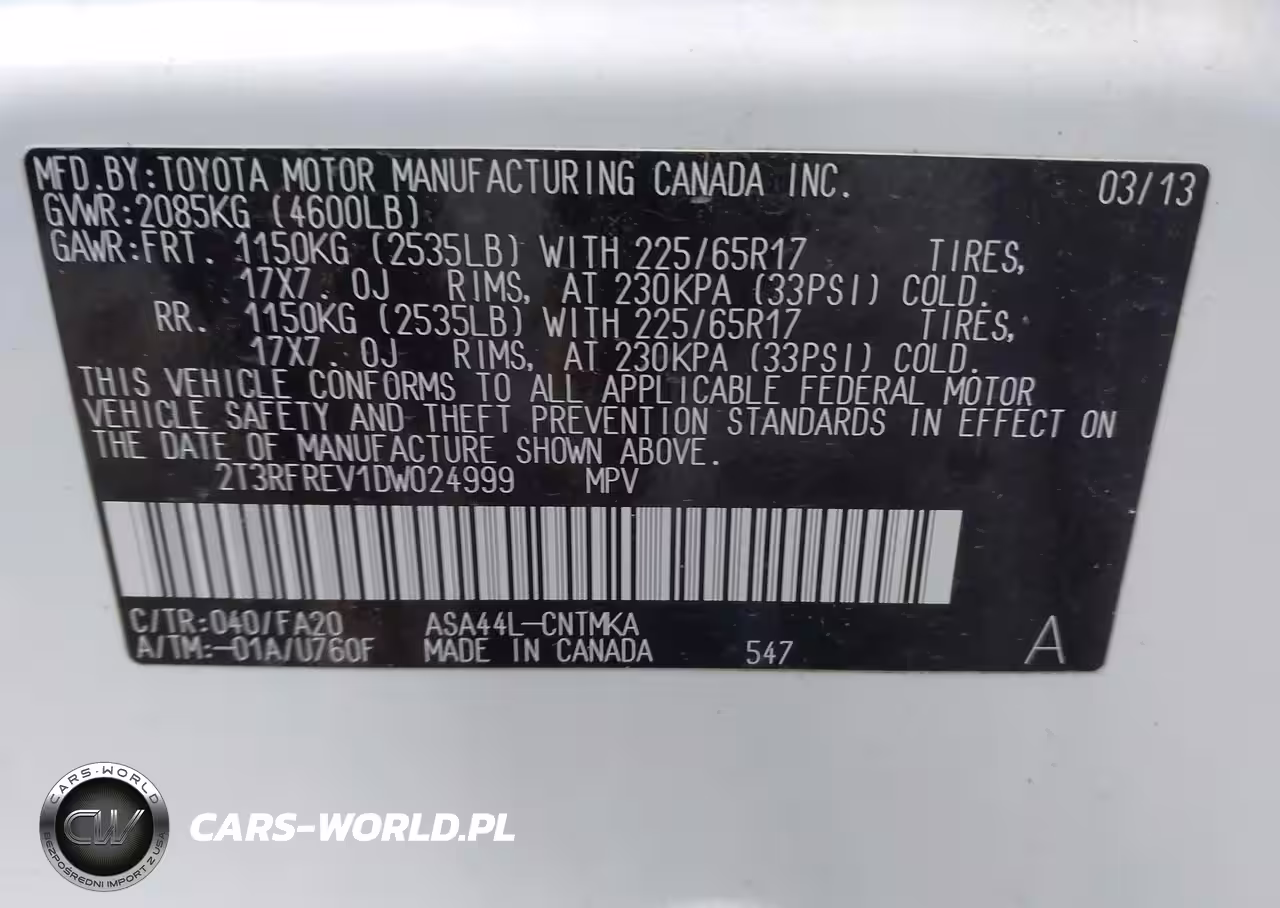 MFD.BY:TOYOTA MOTOR MANUFACTURING CANADA INC. 03/13
GVWR:2085KG (4600LB)
GAWR:FRT. 1150KG (2535LB) WITH 225/65R17 TIRES,
17X7. 0J RIMS, AT 230KPA (33PSI) COLD.
RR. 1150KG (2535LB) WITH 225/65R17 TIRES,
17X7. 0J RIMS, AT 230KPA (33PSI) COLD.
THIS VEHICLE CONFORMS TO ALL APPLICABLE FEDERAL MOTOR
VEHICLE SAFETY AND THEFT PREVENTION STANDARDS IN EFFECT ON
THE DATE OF MANUFACTURE SHOWN ABOVE.
2T3RFREV1DW024999 MPV
C/TR:040/FA20 ASA44L-CNTMKA
A/TM:-01A/U760F MADE IN CANADA 547 A
CARS-WORLD
CW
BEZPOŚREDNI IMPORT Z USA
CARS-WORLD.PL